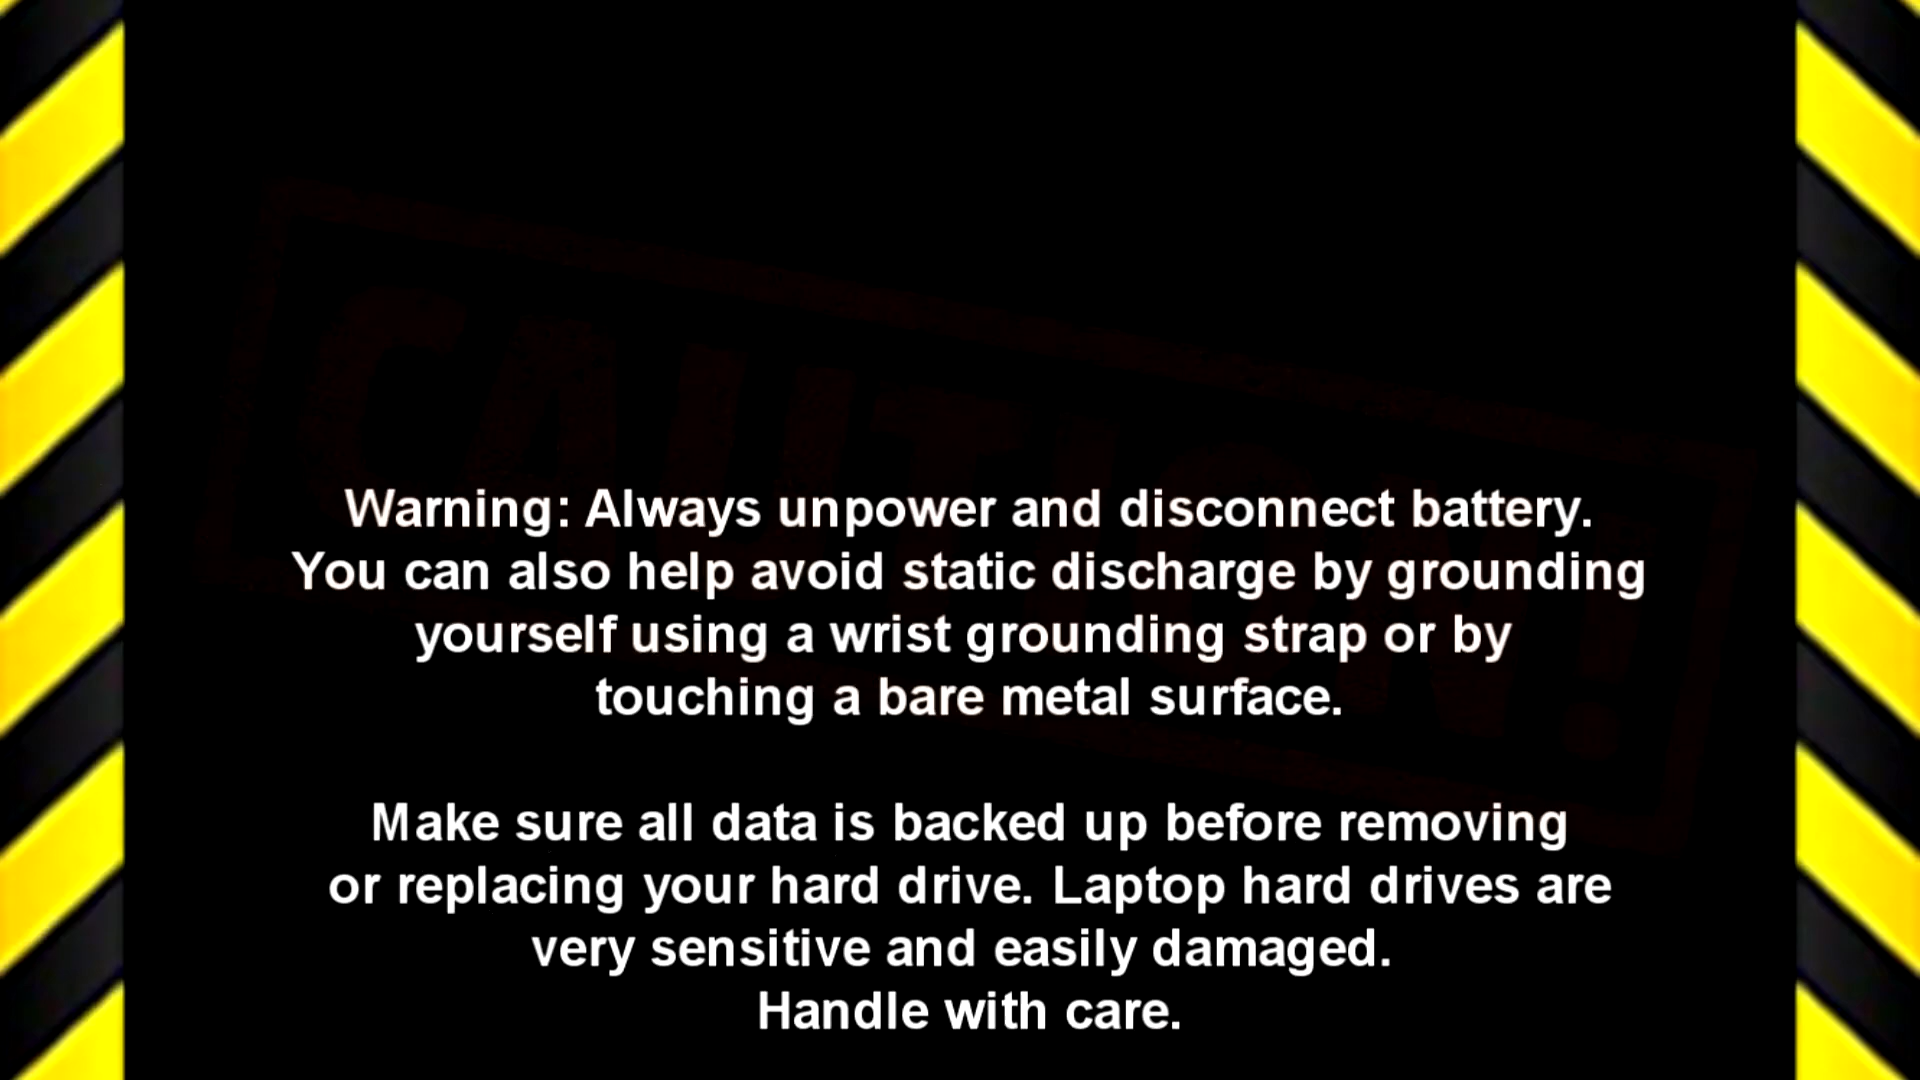 CAUTION!
Warning: Always unpower and disconnect battery.
You can also help avoid static discharge by grounding
yourself using a wrist grounding strap or by
touching a bare metal surface.
Make sure all data is backed up before removing
or replacing your hard drive. Laptop hard drives are
very sensitive and easily damaged.
Handle with care.